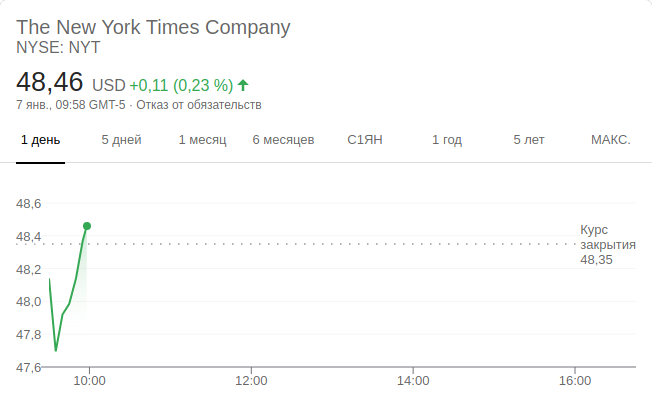 The New York Times Company
NYSE: NYT
48,46 USD +0,11 (0,23 %)
7 янв., 09:58 GMT-5 · Отказ от обязательств
1 день 5 дней 1 месяц 6 месяцев С1ЯН 1 год 5 лет МАКС.
48,6
48,4
48,2
48,0
47,8
47,6
Курс
закрытия
48,35
10:00 12:00 14:00 16:00